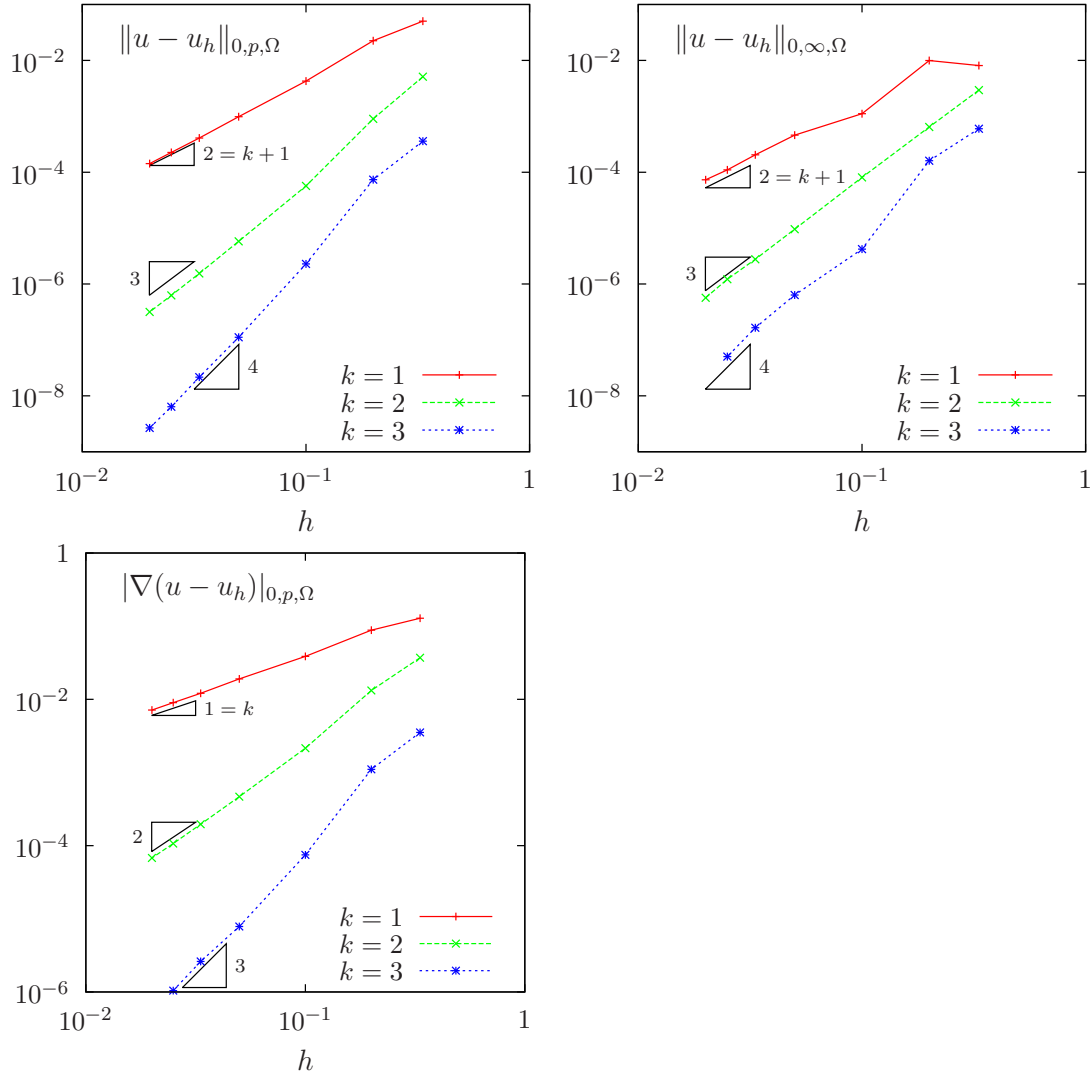 ‖u − u_h‖_{0,p,Ω}
10^{−2}
10^{−4}
10^{−6}
10^{−8}
2 = k + 1
3
4
k = 1
k = 2
k = 3
10^{−2}
10^{−1}
1
h
‖u − u_h‖_{0,∞,Ω}
10^{−2}
10^{−4}
10^{−6}
10^{−8}
2 = k + 1
3
4
k = 1
k = 2
k = 3
10^{−2}
10^{−1}
1
h
|∇(u − u_h)|_{0,p,Ω}
1
10^{−2}
10^{−4}
10^{−6}
1 = k
2
3
k = 1
k = 2
k = 3
10^{−2}
10^{−1}
1
h